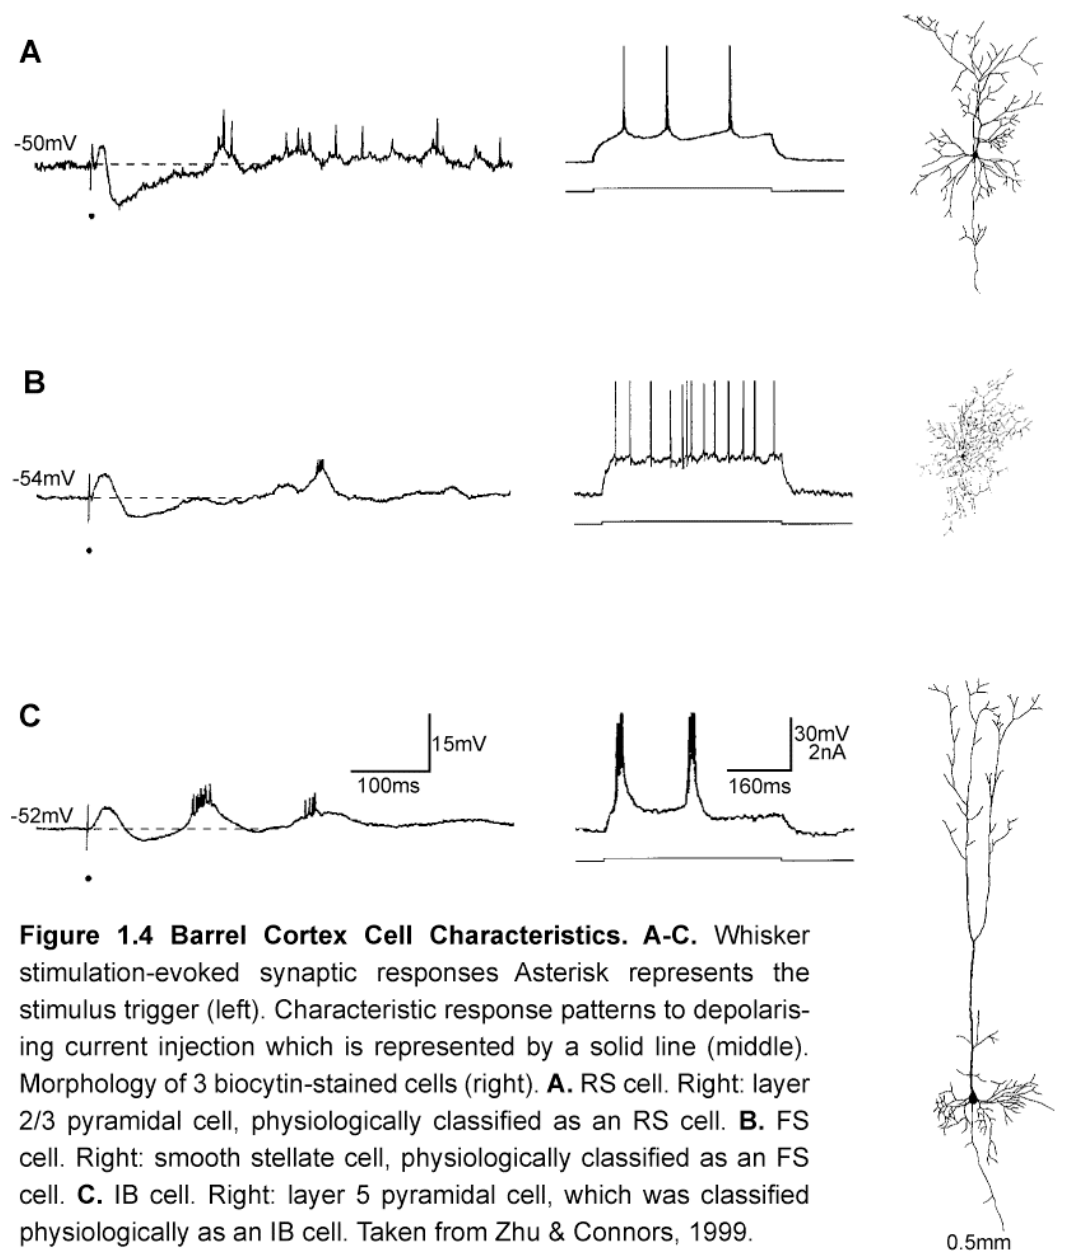 A
-50mV
B
-54mV
C
15mV
100ms
30mV
2nA
160ms
-52mV
Figure 1.4 Barrel Cortex Cell Characteristics. A-C. Whisker
stimulation-evoked synaptic responses Asterisk represents the
stimulus trigger (left). Characteristic response patterns to depolaris-
ing current injection which is represented by a solid line (middle).
Morphology of 3 biocytin-stained cells (right). A. RS cell. Right: layer
2/3 pyramidal cell, physiologically classified as an RS cell. B. FS
cell. Right: smooth stellate cell, physiologically classified as an FS
cell. C. IB cell. Right: layer 5 pyramidal cell, which was classified
physiologically as an IB cell. Taken from Zhu & Connors, 1999.
0.5mm